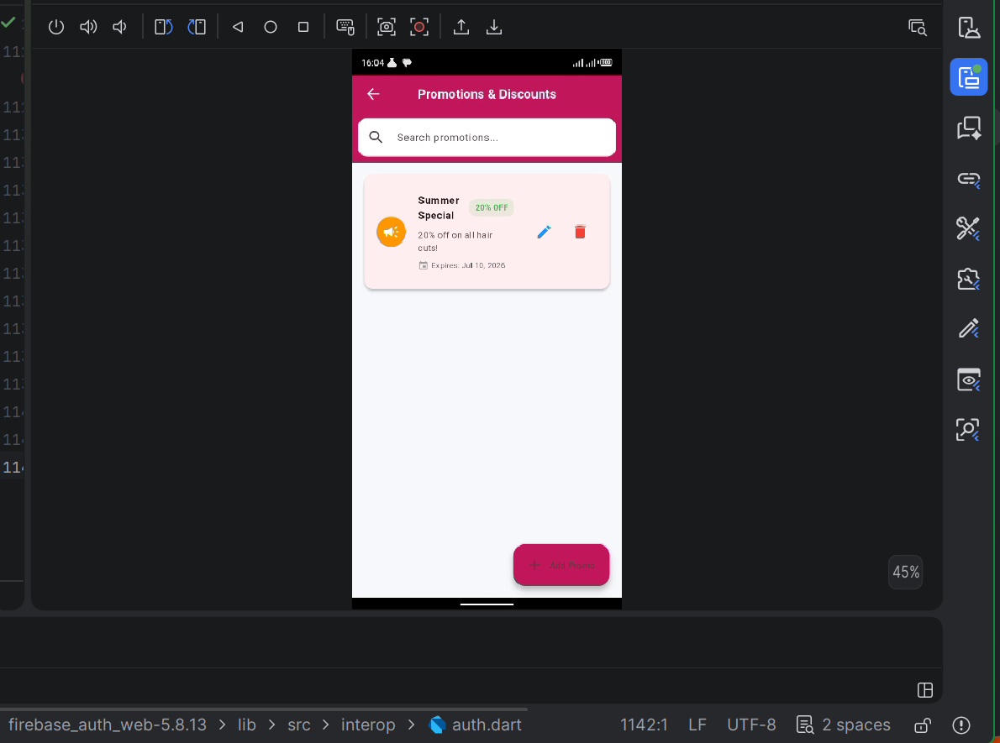 16:04
100
Promotions & Discounts
Search promotions...
Summer
Special
20% OFF
20% off on all hair
cuts!
Expires: Jul 10, 2026
Add Promo
45%
firebase_auth_web-5.8.13 > lib > src > interop > auth.dart
1142:1 LF UTF-8 2 spaces